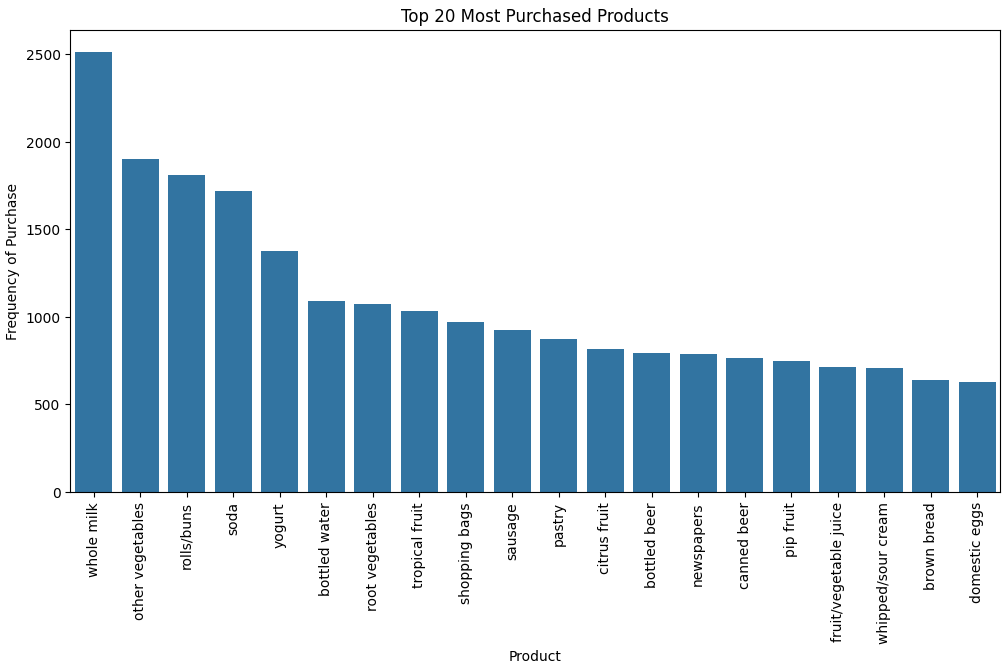 Top 20 Most Purchased Products
Frequency of Purchase
2500
2000
1500
1000
500
0
whole milk
other vegetables
rolls/buns
soda
yogurt
bottled water
root vegetables
tropical fruit
shopping bags
sausage
pastry
citrus fruit
bottled beer
newspapers
canned beer
pip fruit
fruit/vegetable juice
whipped/sour cream
brown bread
domestic eggs
Product